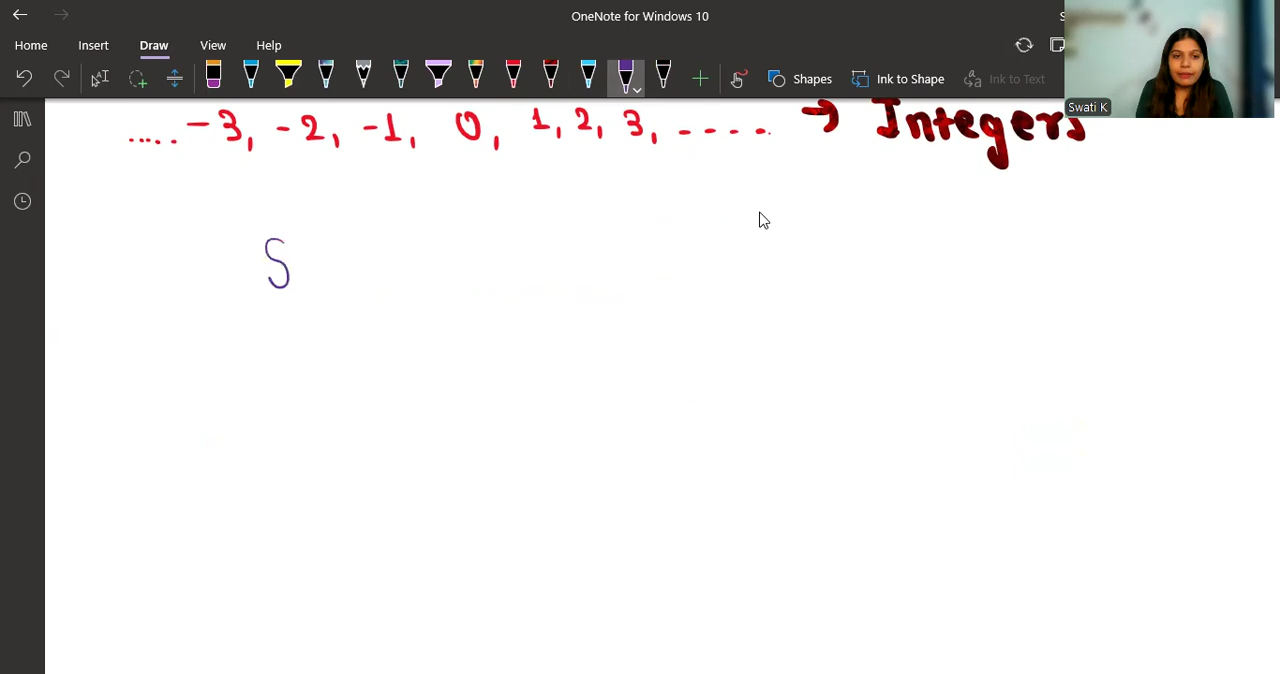 OneNote for Windows 10
S
Home Insert Draw View Help
Shapes Ink to Shape Ink to Text
Swati K
..... -3, -2, -1, 0, 1, 2, 3, ..... → Integers
S